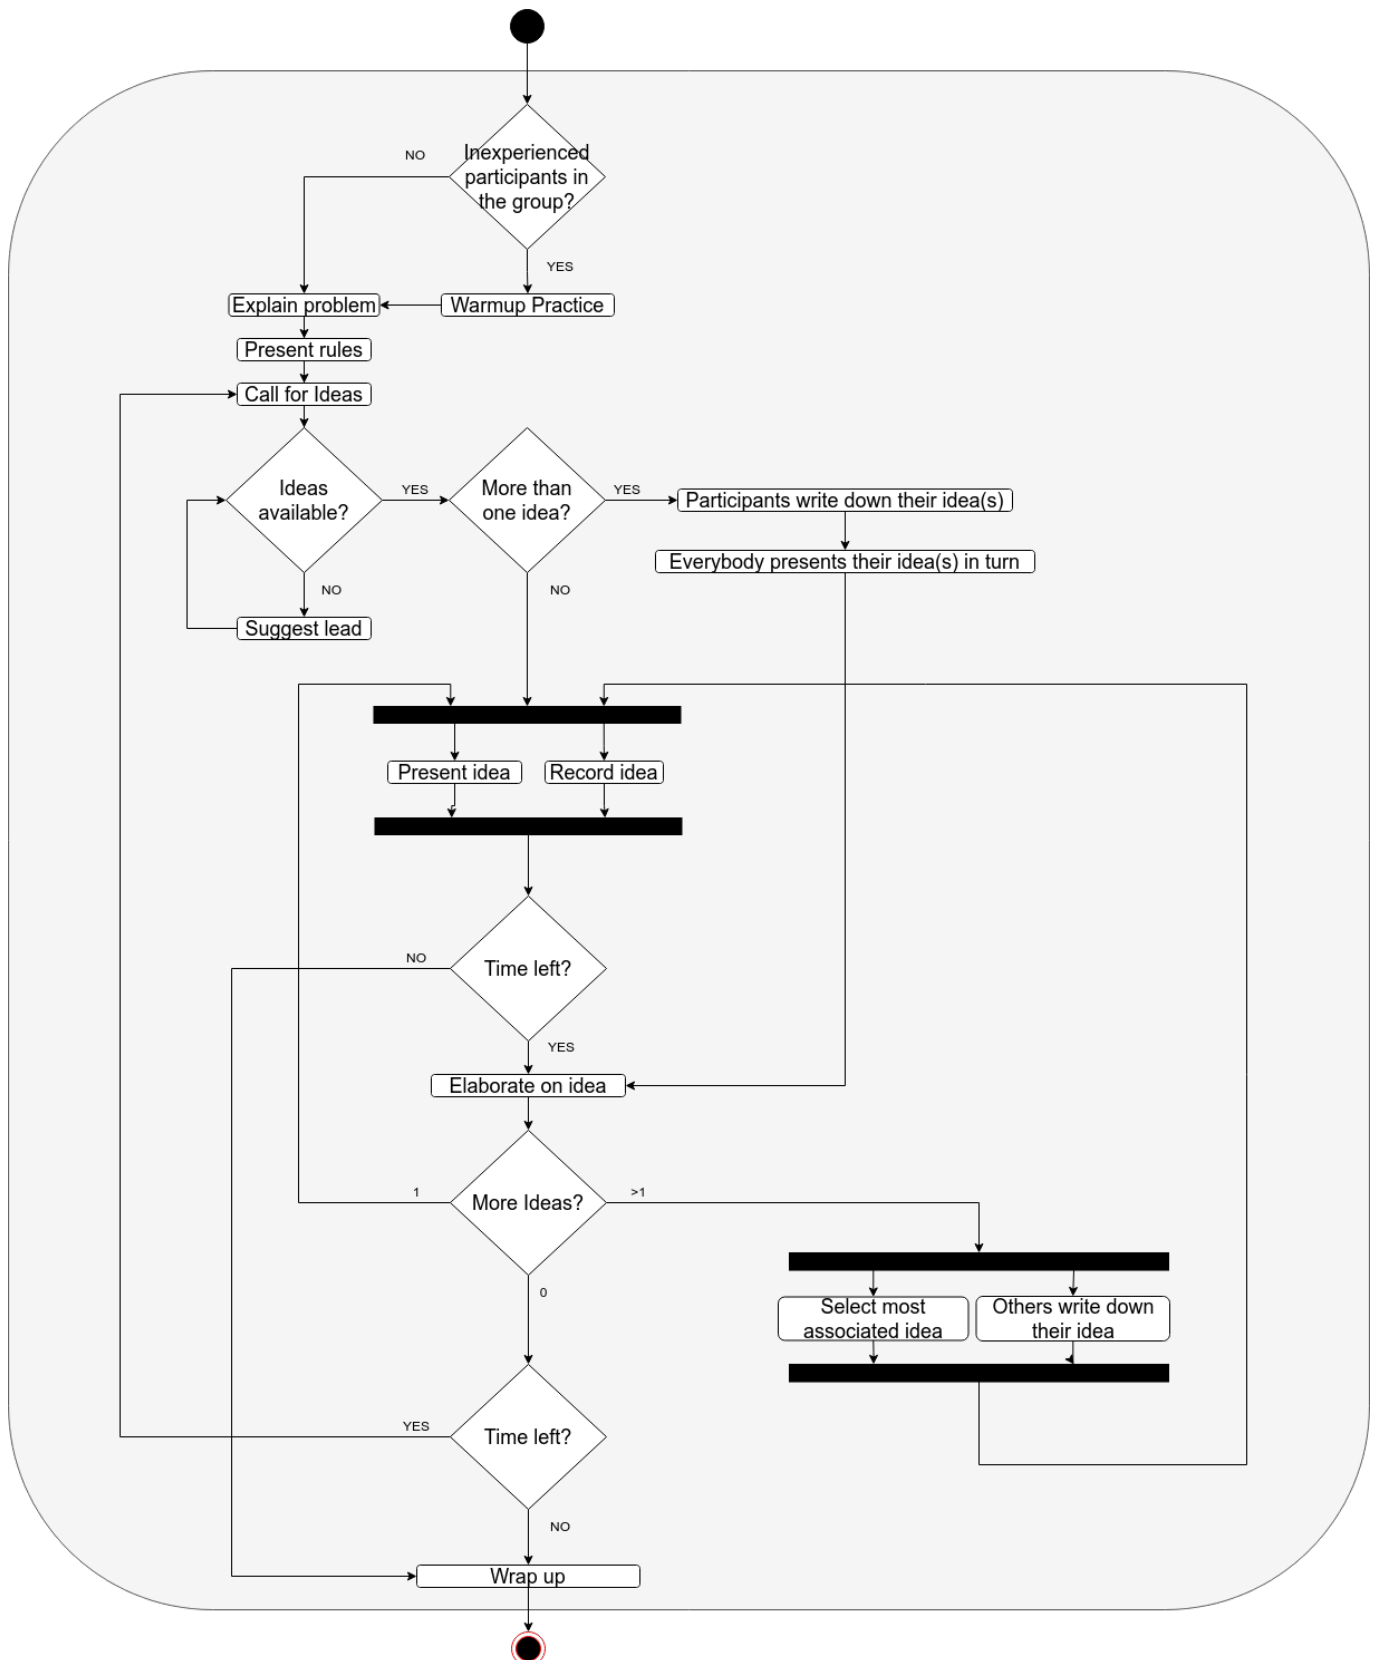 Inexperienced
participants in
the group?
NO
YES
Explain problem
Warmup Practice
Present rules
Call for Ideas
Ideas
available?
YES
More than
one idea?
YES
Participants write down their idea(s)
Everybody presents their idea(s) in turn
NO
NO
Suggest lead
Present idea
Record idea
Time left?
NO
YES
Elaborate on idea
More Ideas?
1
>1
0
Select most
associated idea
Others write down
their idea
Time left?
YES
NO
Wrap up